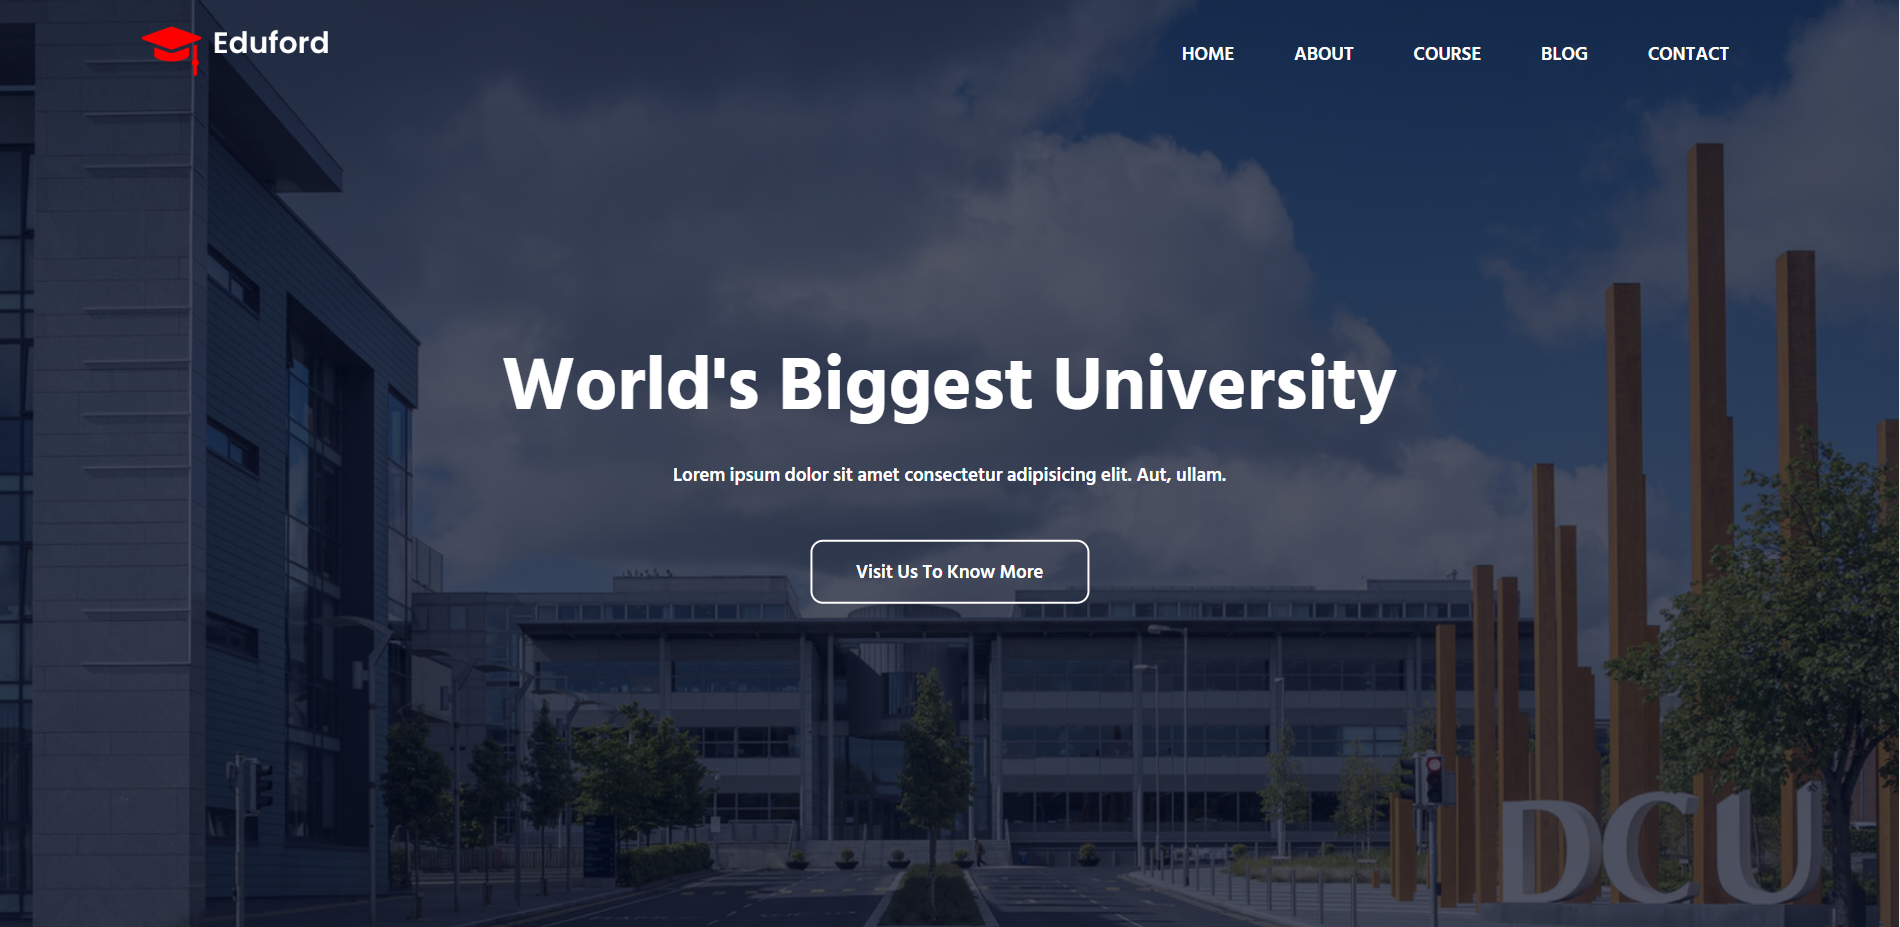 Eduford
HOME ABOUT COURSE BLOG CONTACT
World's Biggest University
Lorem ipsum dolor sit amet consectetur adipisicing elit. Aut, ullam.
Visit Us To Know More
DCU